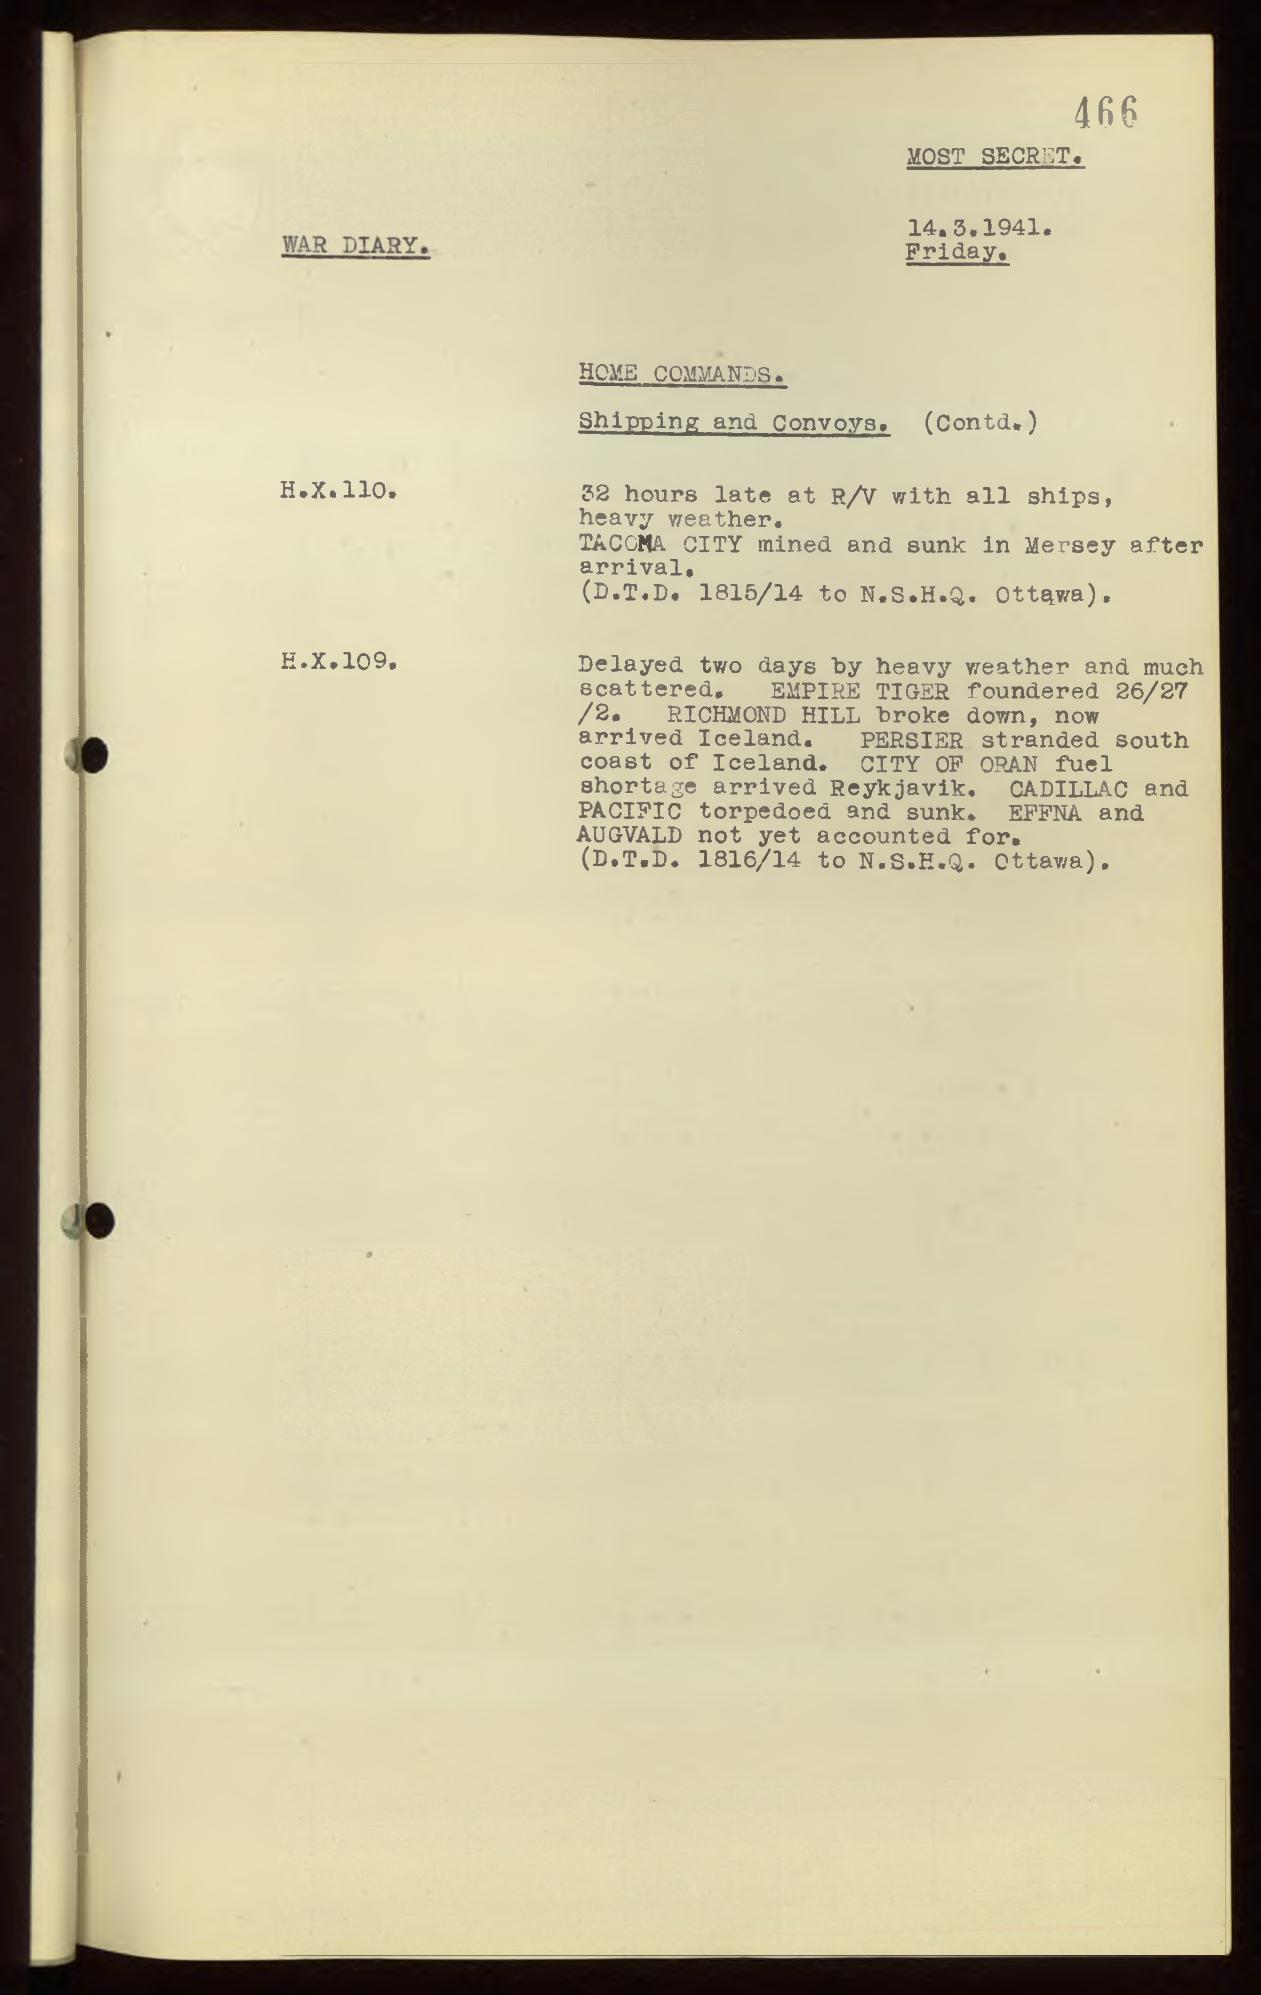 466
MOST SECRET.
14.3.1941.
WAR DIARY.
Friday.
HOME COMMANDS.
Shipping and Convoys. (Contd.)
H.X.110.
32 hours late at R/V with all ships,
heavy weather.
TACOMA CITY mined and sunk in Mersey after
arrival.
(D.T.D. 1815/14 to N.S.H.Q. Ottawa).
H.X.109.
Delayed two days by heavy weather and much
scattered. EMPIRE TIGER foundered 26/27
/2. RICHMOND HILL broke down, now
arrived Iceland. PERSIER stranded south
coast of Iceland. CITY OF ORAN fuel
shortage arrived Reykjavik. CADILLAC and
PACIFIC torpedoed and sunk. EFFNA and
AUGVALD not yet accounted for.
(D.T.D. 1816/14 to N.S.H.Q. Ottawa).